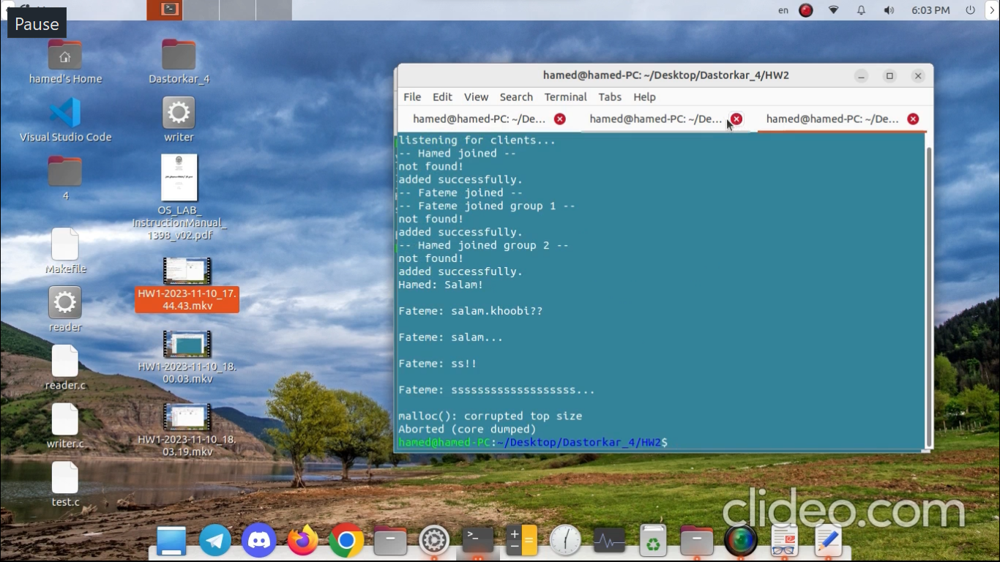 Pause
en
6:03 PM
hamed's Home
Dastorkar_4
Visual Studio Code
writer
4
OS_LAB_
InstructionManual_
1398_v02.pdf
Makefile
HW1-2023-11-10_17.
44.43.mkv
reader
HW1-2023-11-10_18.
00.03.mkv
reader.c
HW1-2023-11-10_18.
03.19.mkv
writer.c
test.c
hamed@hamed-PC: ~/Desktop/Dastorkar_4/HW2
File Edit View Search Terminal Tabs Help
hamed@hamed-PC: ~/De... hamed@hamed-PC: ~/De... hamed@hamed-PC: ~/De...
listening for clients...
-- Hamed joined --
not found!
added successfully.
-- Fateme joined --
-- Fateme joined group 1 --
not found!
added successfully.
-- Hamed joined group 2 --
not found!
added successfully.
Hamed: Salam!
Fateme: salam.khoobi??
Fateme: salam...
Fateme: ss!!
Fateme: sssssssssssssssssss...
malloc(): corrupted top size
Aborted (core dumped)
hamed@hamed-PC:~/Desktop/Dastorkar_4/HW2$
clideo.com